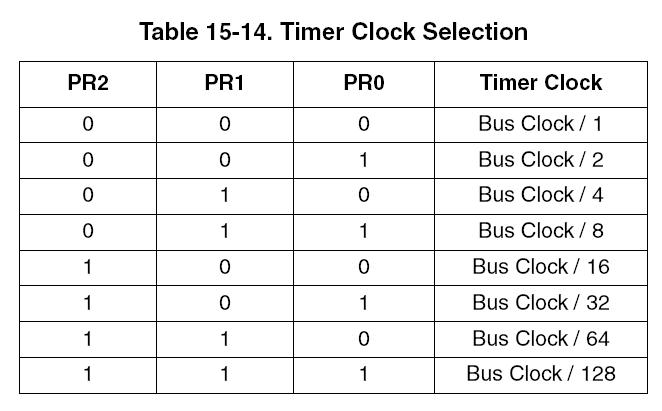 Table 15-14. Timer Clock Selection
PR2 PR1 PR0 Timer Clock
0 0 0 Bus Clock / 1
0 0 1 Bus Clock / 2
0 1 0 Bus Clock / 4
0 1 1 Bus Clock / 8
1 0 0 Bus Clock / 16
1 0 1 Bus Clock / 32
1 1 0 Bus Clock / 64
1 1 1 Bus Clock / 128